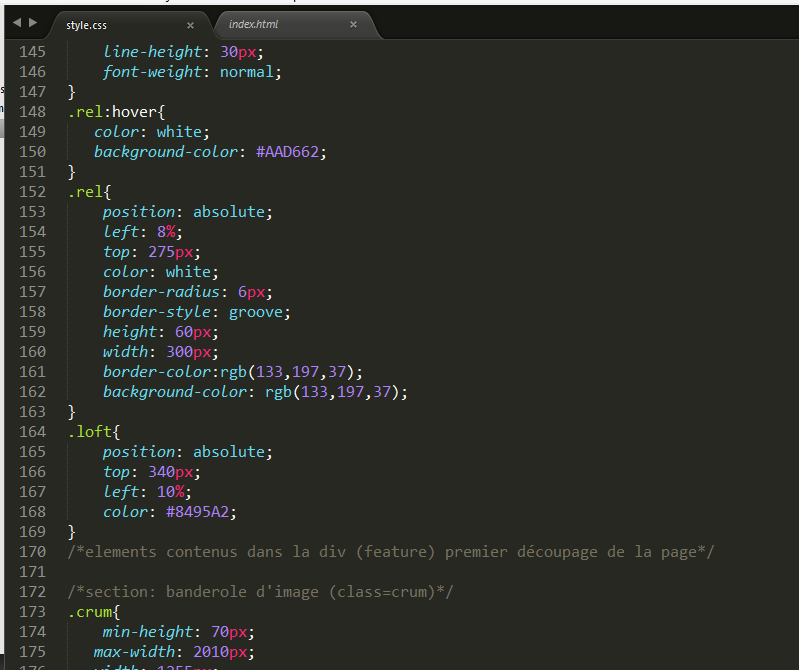 style.css × index.html ×
145 line-height: 30px;
146 font-weight: normal;
147 }
148 .rel:hover{
149 color: white;
150 background-color: #AAD662;
151 }
152 .rel{
153 position: absolute;
154 left: 8%;
155 top: 275px;
156 color: white;
157 border-radius: 6px;
158 border-style: groove;
159 height: 60px;
160 width: 300px;
161 border-color:rgb(133,197,37);
162 background-color: rgb(133,197,37);
163 }
164 .loft{
165 position: absolute;
166 top: 340px;
167 left: 10%;
168 color: #8495A2;
169 }
170 /*elements contenus dans la div (feature) premier découpage de la page*/
171
172 /*section: banderole d'image (class=crum)*/
173 .crum{
174 min-height: 70px;
175 max-width: 2010px;